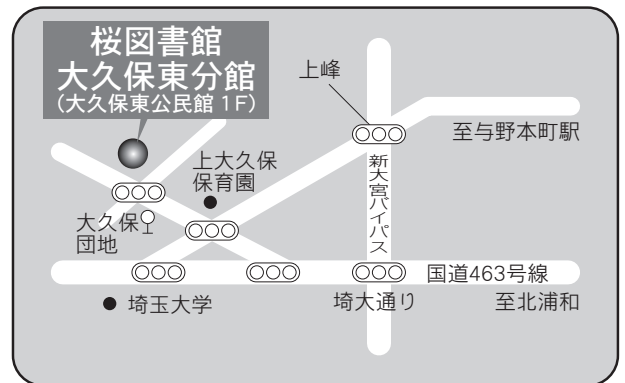 桜図書館
大久保東分館
(大久保東公民館 1F)
上峰
至与野本町駅
上大久保
保育園
新大宮バイパス
大久保
団地
国道463号線
埼玉大学
埼大通り
至北浦和